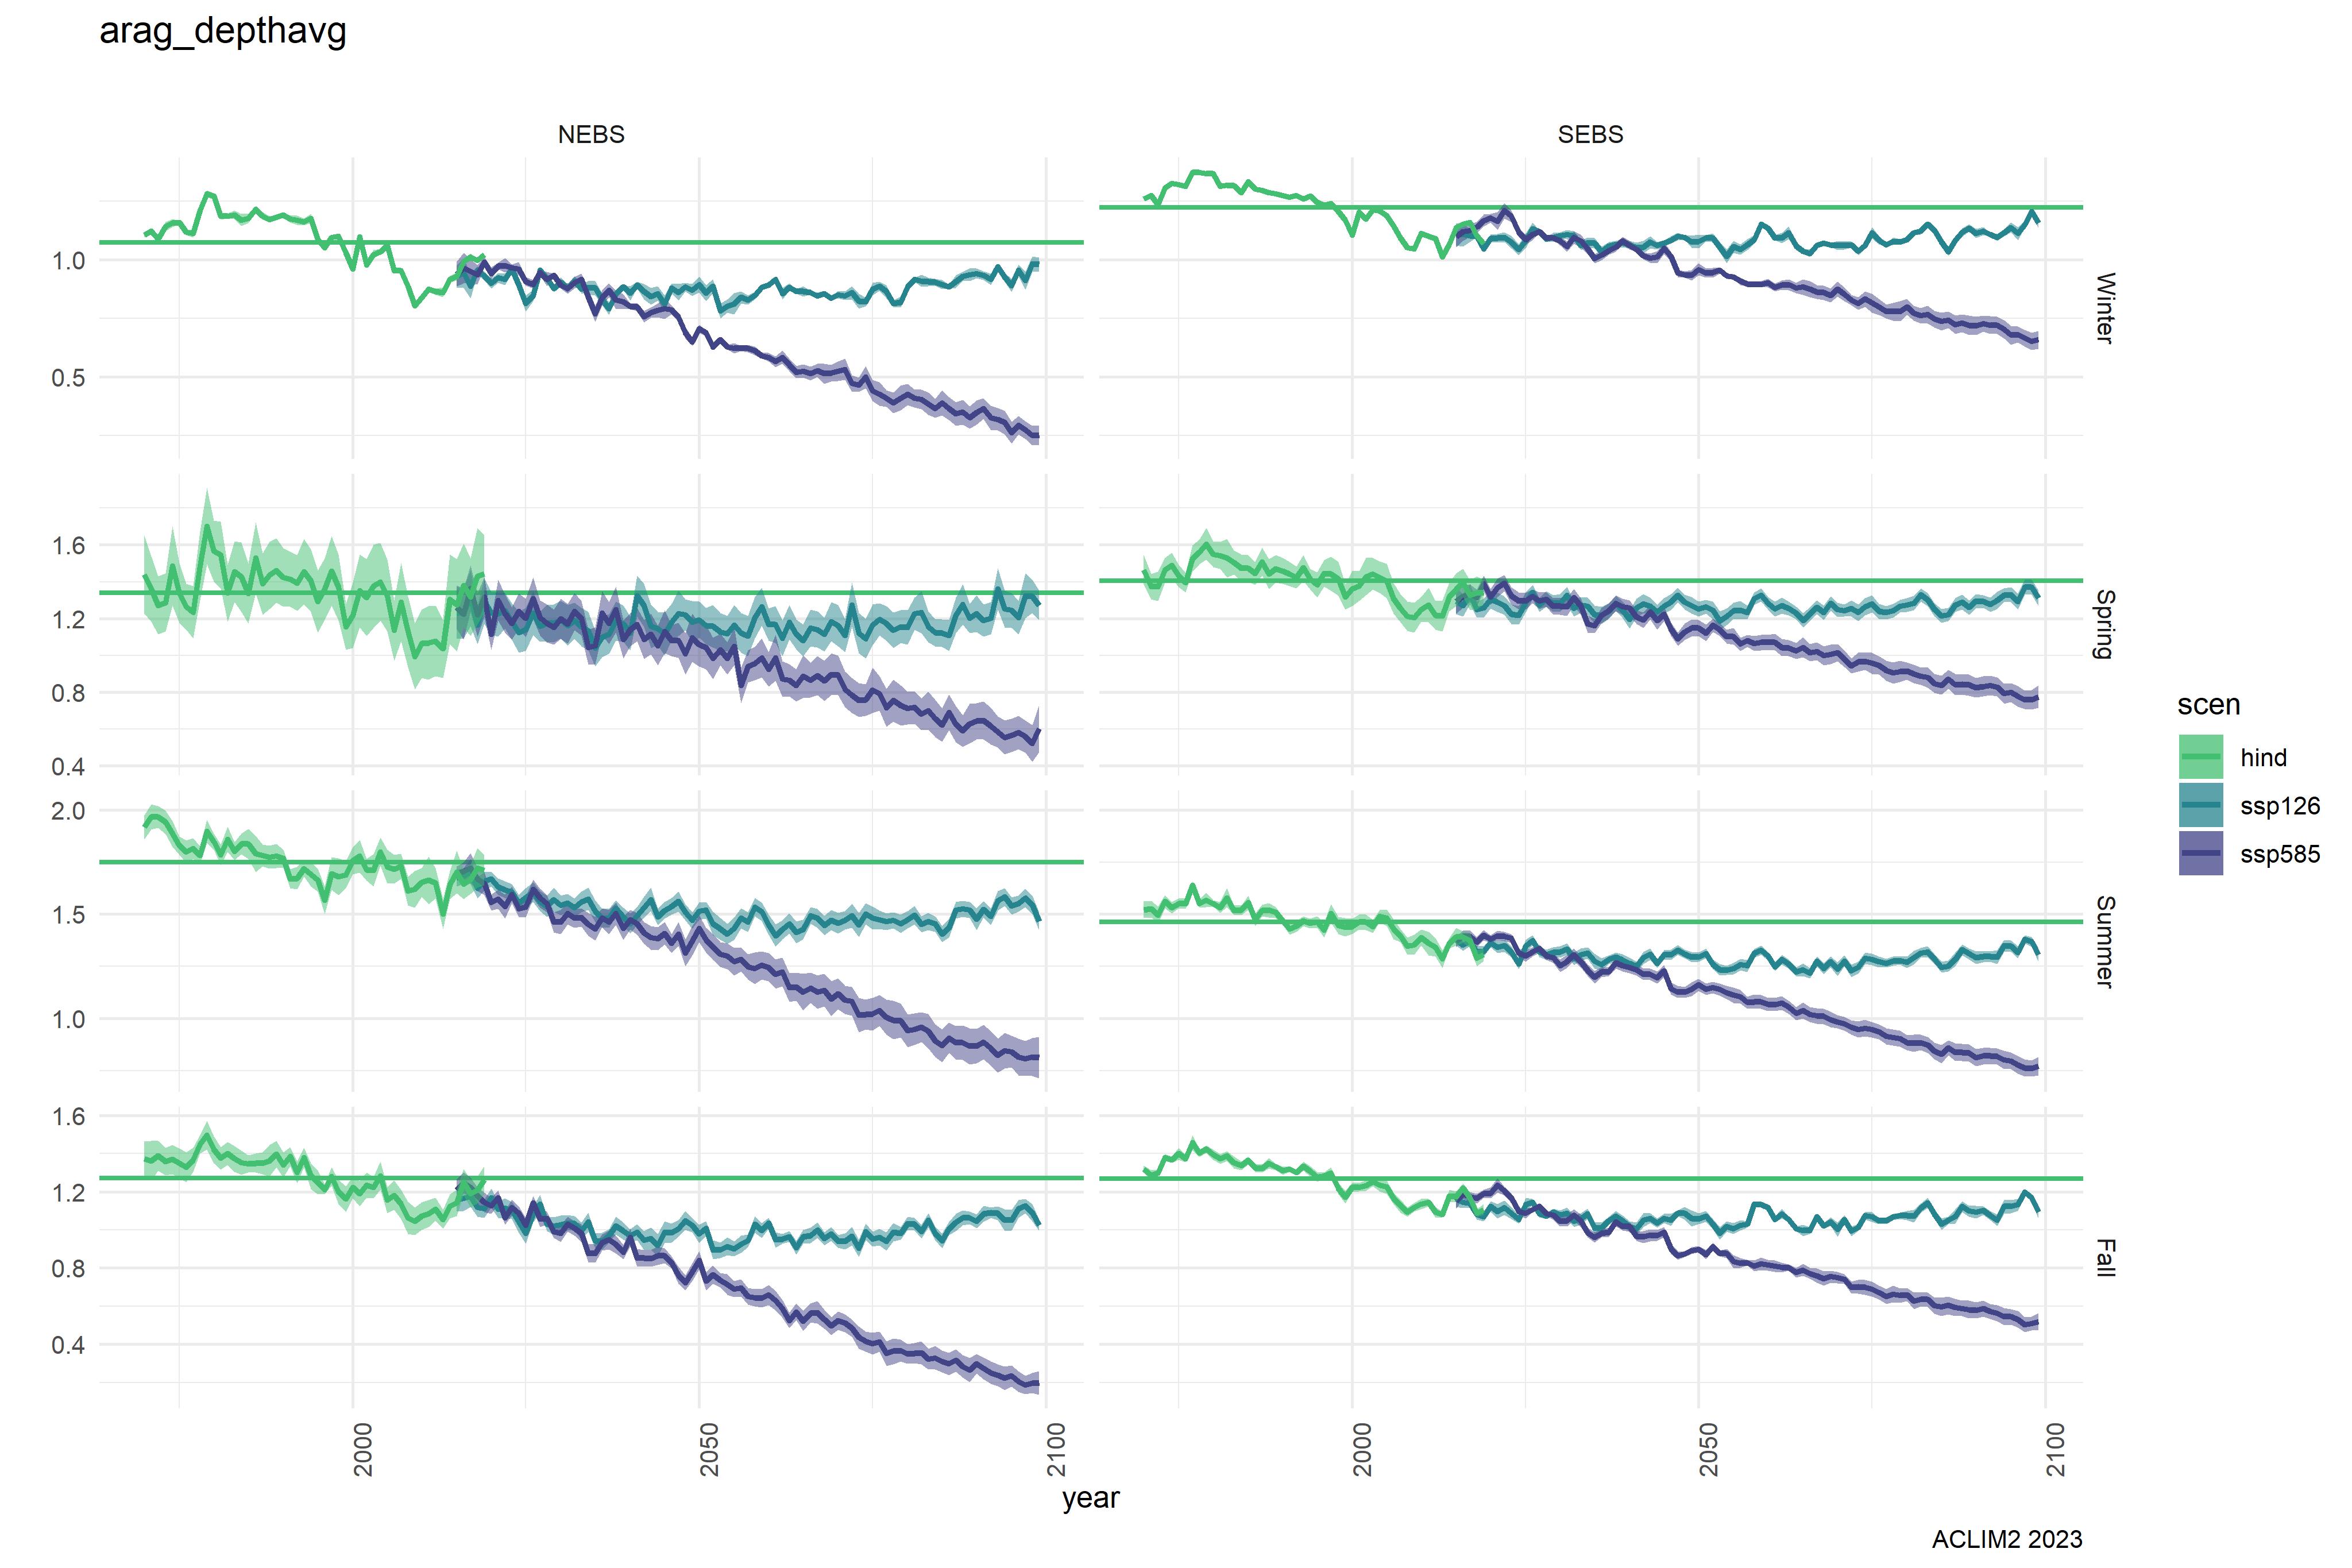 arag_depthavg
NEBS
SEBS
1.0
0.5
Winter
1.6
1.2
0.8
0.4
Spring
2.0
1.5
1.0
Summer
1.6
1.2
0.8
0.4
Fall
2000
2050
2100
2000
2050
2100
year
scen
hind
ssp126
ssp585
ACLIM2 2023